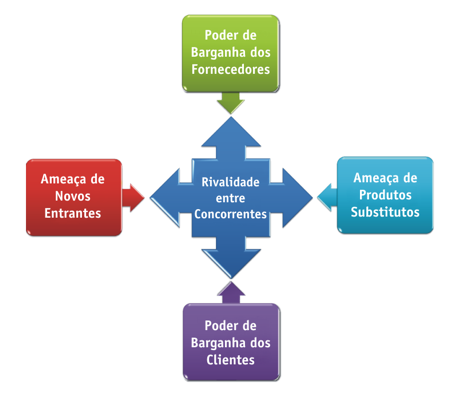 Poder de
Barganha dos
Fornecedores
Ameaça de
Novos
Entrantes
Rivalidade
entre
Concorrentes
Ameaça de
Produtos
Substitutos
Poder de
Barganha dos
Clientes